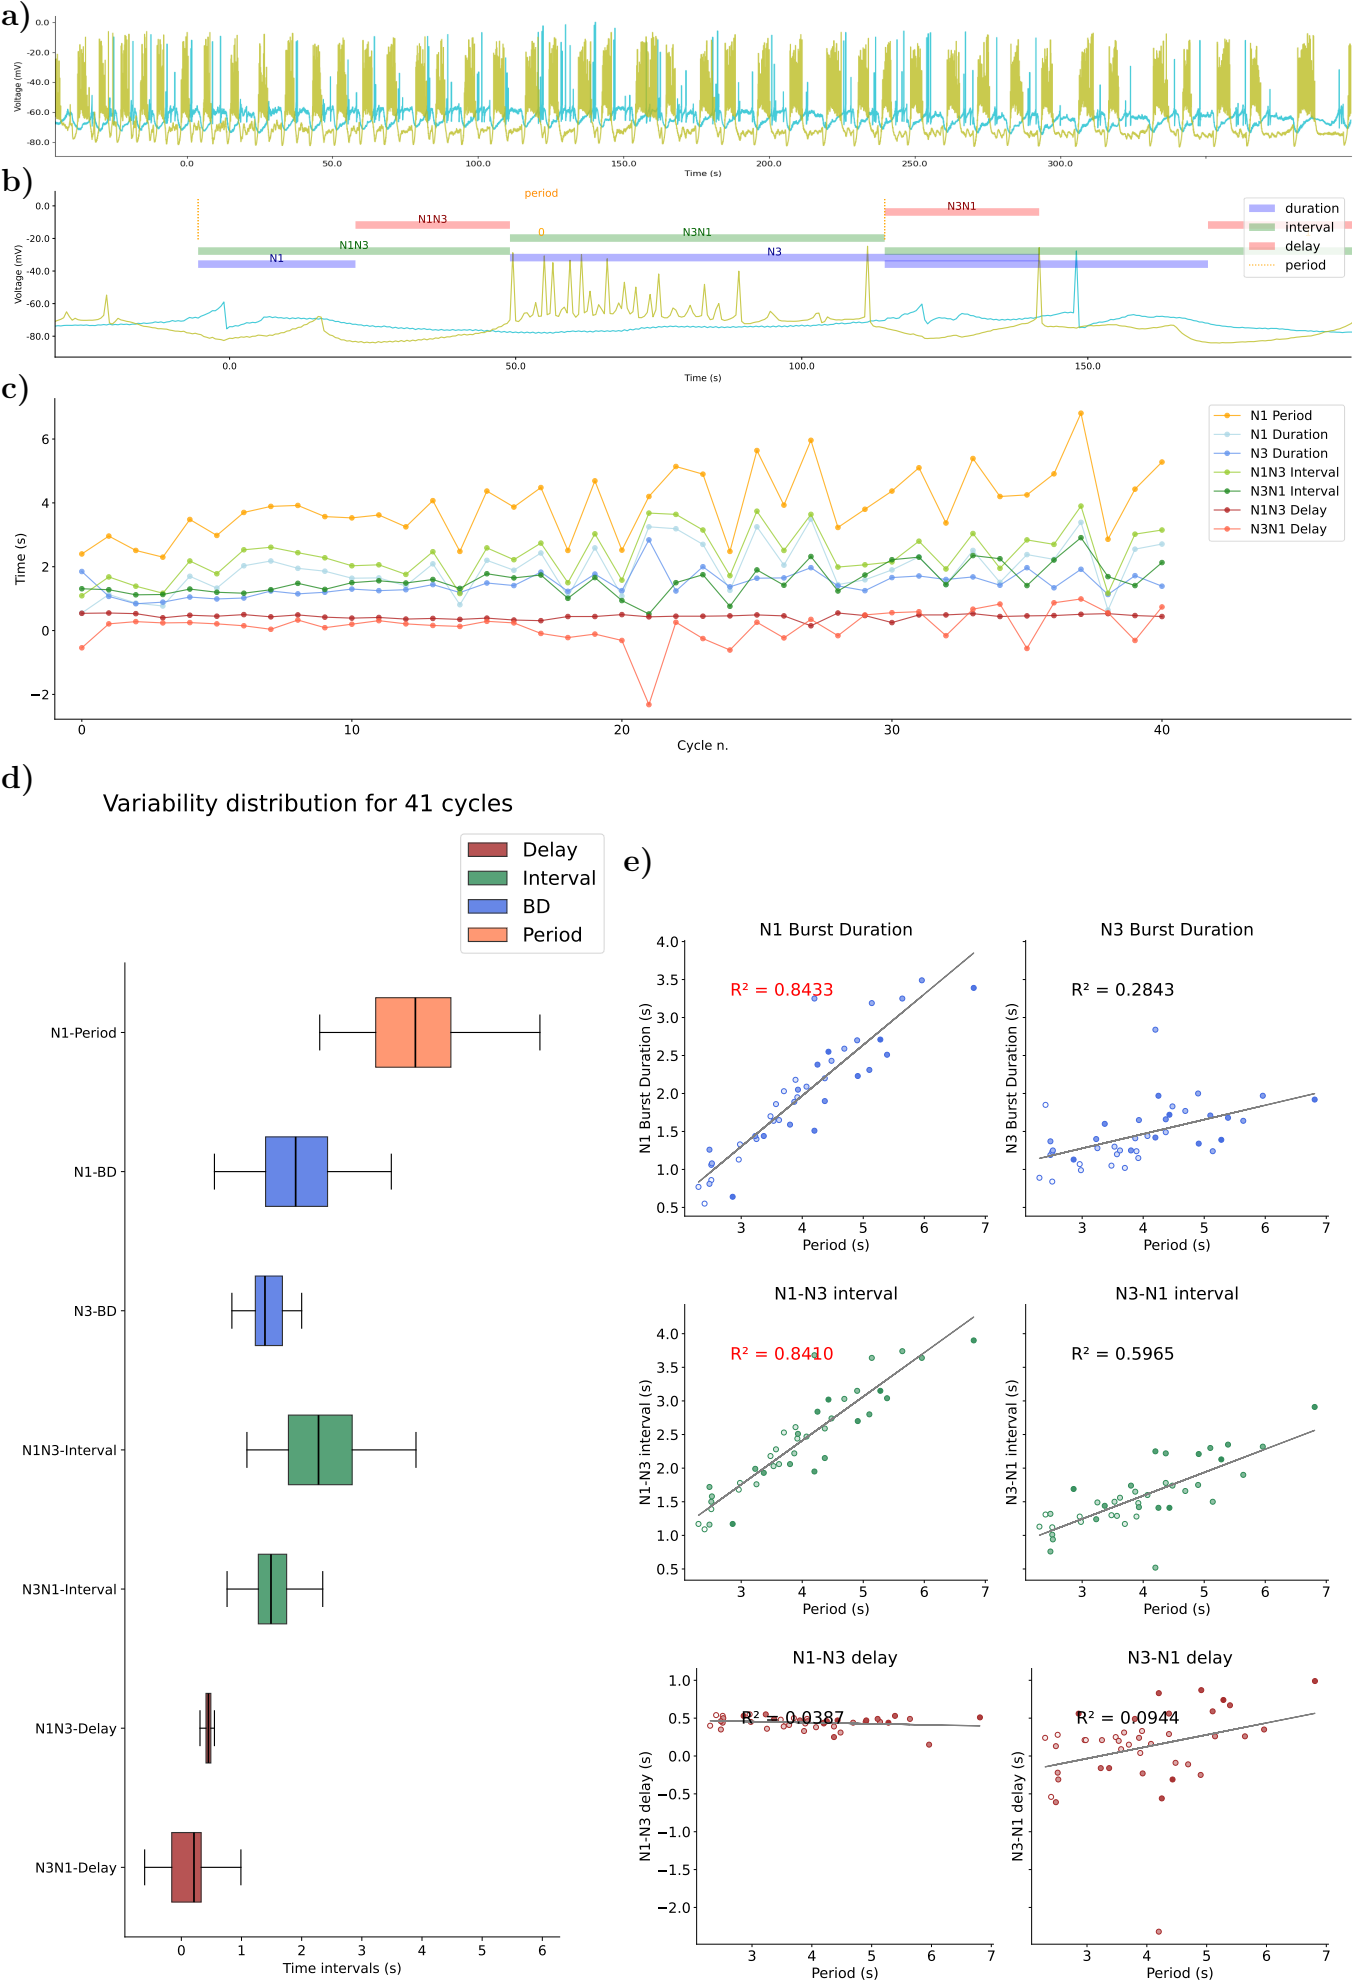 a)
0.0
-20.0
-40.0
-60.0
-80.0
Voltage (mV)
0.0 50.0 100.0 150.0 200.0 250.0 300.0
Time (s)
b)
0.0
-20.0
-40.0
-60.0
-80.0
Voltage (mV)
period
0
N1N3
N3N1
N3N1
N1N3
N1
N3
duration
interval
delay
period
0.0 50.0 100.0 150.0
Time (s)
c)
6
4
2
0
−2
Time (s)
N1 Period
N1 Duration
N3 Duration
N1N3 Interval
N3N1 Interval
N1N3 Delay
N3N1 Delay
0 10 20 30 40
Cycle n.
d)
Variability distribution for 41 cycles
Delay
Interval
BD
Period
N1-Period
N1-BD
N3-BD
N1N3-Interval
N3N1-Interval
N1N3-Delay
N3N1-Delay
0 1 2 3 4 5 6
Time intervals (s)
e)
N1 Burst Duration
R² = 0.8433
4.0
3.5
3.0
2.5
2.0
1.5
1.0
0.5
N1 Burst Duration (s)
3 4 5 6 7
Period (s)
N3 Burst Duration
R² = 0.2843
N3 Burst Duration (s)
3 4 5 6 7
Period (s)
N1-N3 interval
R² = 0.8410
4.0
3.5
3.0
2.5
2.0
1.5
1.0
0.5
N1-N3 interval (s)
3 4 5 6 7
Period (s)
N3-N1 interval
R² = 0.5965
N3-N1 interval (s)
3 4 5 6 7
Period (s)
N1-N3 delay
R² = 0.0387
1.0
0.5
0.0
−0.5
−1.0
−1.5
−2.0
N1-N3 delay (s)
3 4 5 6 7
Period (s)
N3-N1 delay
R² = 0.0944
N3-N1 delay (s)
3 4 5 6 7
Period (s)